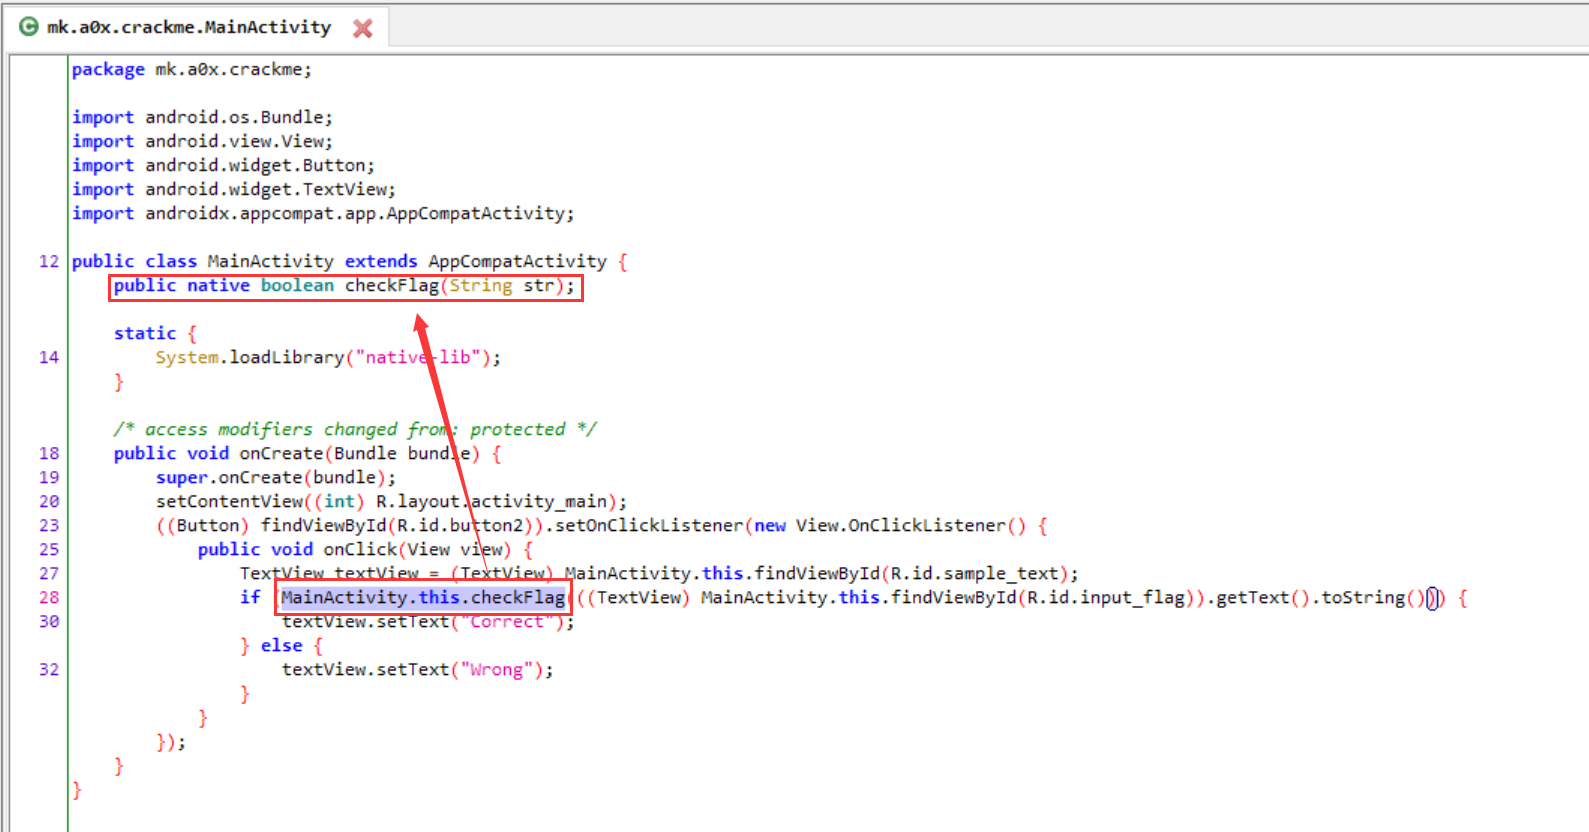 mk.a0x.crackme.MainActivity
package mk.a0x.crackme;
import android.os.Bundle;
import android.view.View;
import android.widget.Button;
import android.widget.TextView;
import androidx.appcompat.app.AppCompatActivity;
12 public class MainActivity extends AppCompatActivity {
public native boolean checkFlag(String str);
static {
14 System.loadLibrary("native-lib");
}
/* access modifiers changed from: protected */
18 public void onCreate(Bundle bundle) {
19 super.onCreate(bundle);
20 setContentView((int) R.layout.activity_main);
23 ((Button) findViewById(R.id.button2)).setOnClickListener(new View.OnClickListener() {
25 public void onClick(View view) {
27 TextView textView = (TextView) MainActivity.this.findViewById(R.id.sample_text);
28 if (MainActivity.this.checkFlag(((TextView) MainActivity.this.findViewById(R.id.input_flag)).getText().toString())) {
30 textView.setText("Correct");
} else {
32 textView.setText("Wrong");
}
}
});
}
}